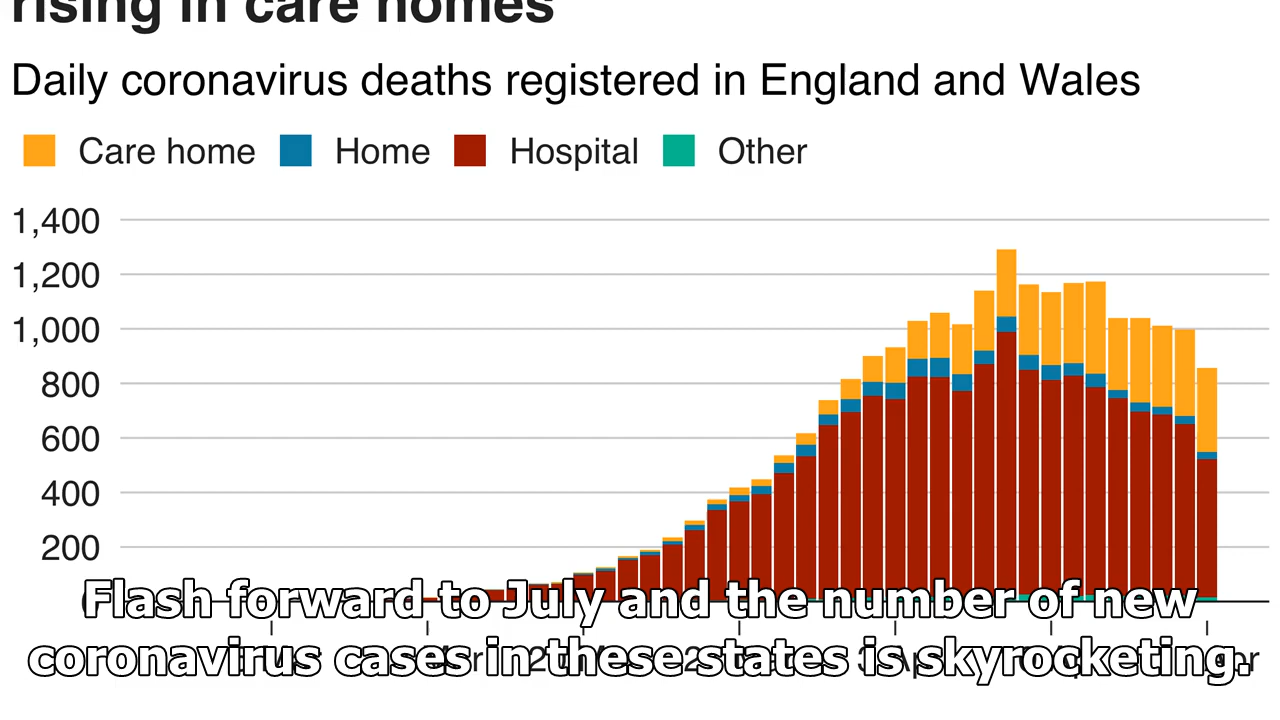 rising in care homes
Daily coronavirus deaths registered in England and Wales
Care home Home Hospital Other
1,400
1,200
1,000
800
600
400
200
Flash forward to July and the number of new
coronavirus cases in these states is skyrocketing.